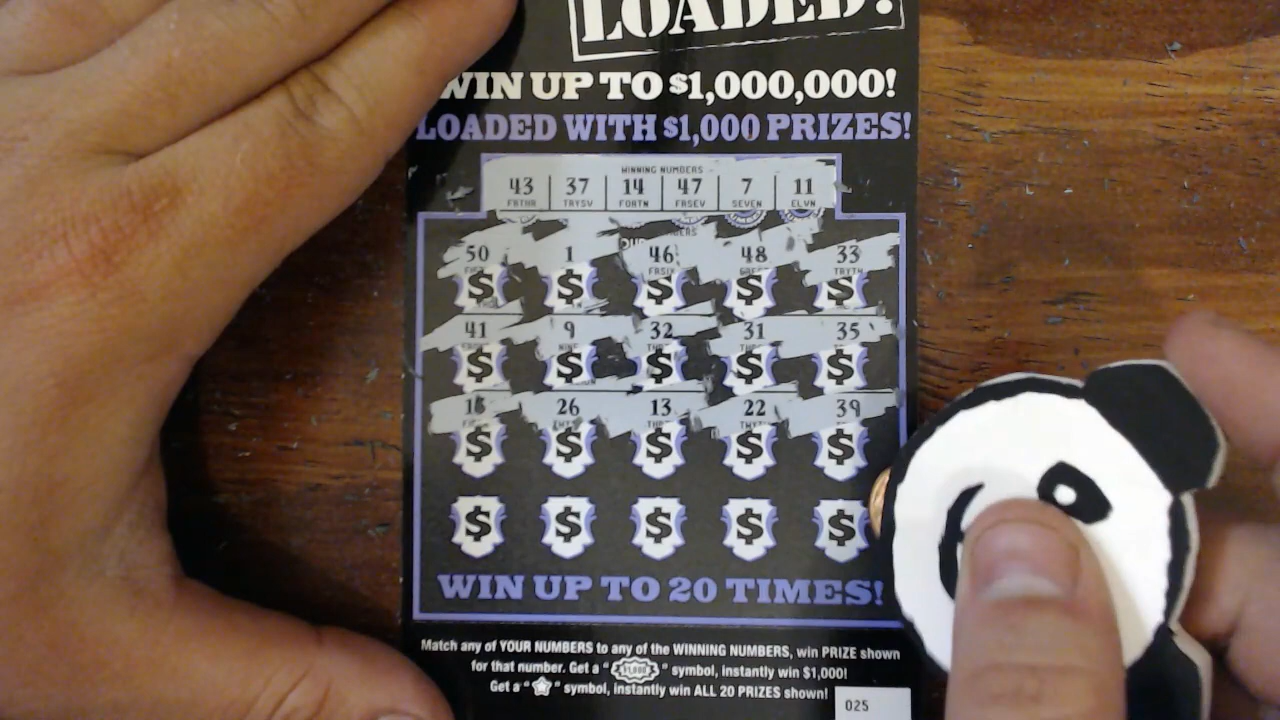 LOADED!
WIN UP TO $1,000,000!
LOADED WITH $1,000 PRIZES!
WINNING NUMBERS
43 37 14 47 7 11
FRTHR TRYSV FORTN FRSEV SEVEN ELVN
50 1 46 48 33
FRSIX TRYTH
$ $ $ $ $
41 9 32 31 35
NINE
$ $ $ $ $
26 13 22 39
$ $ $ $ $
$ $ $ $ $
WIN UP TO 20 TIMES!
Match any of YOUR NUMBERS to any of the WINNING NUMBERS, win PRIZE shown
for that number. Get a " " symbol, instantly win $1,000!
Get a " " symbol, instantly win ALL 20 PRIZES shown!
025